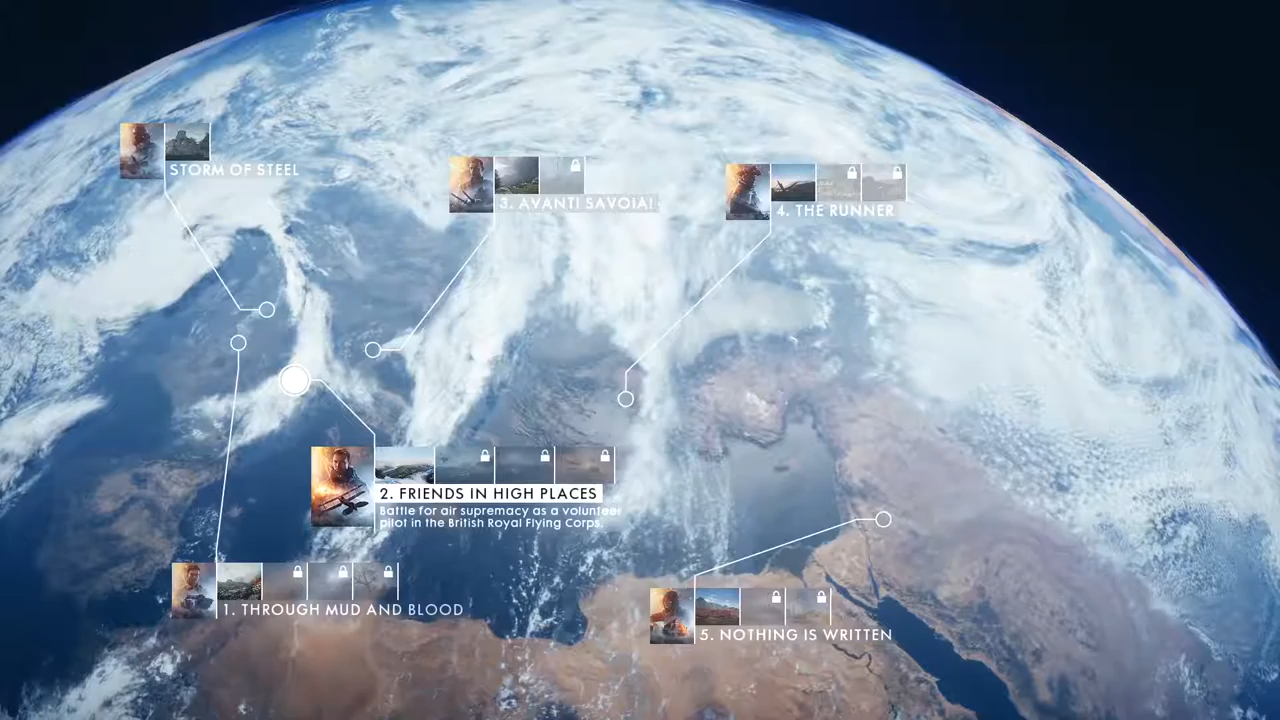 STORM OF STEEL
3. AVANTI SAVOIA!
4. THE RUNNER
2. FRIENDS IN HIGH PLACES
Battle for air supremacy as a volunteer
pilot in the British Royal Flying Corps.
1. THROUGH MUD AND BLOOD
5. NOTHING IS WRITTEN